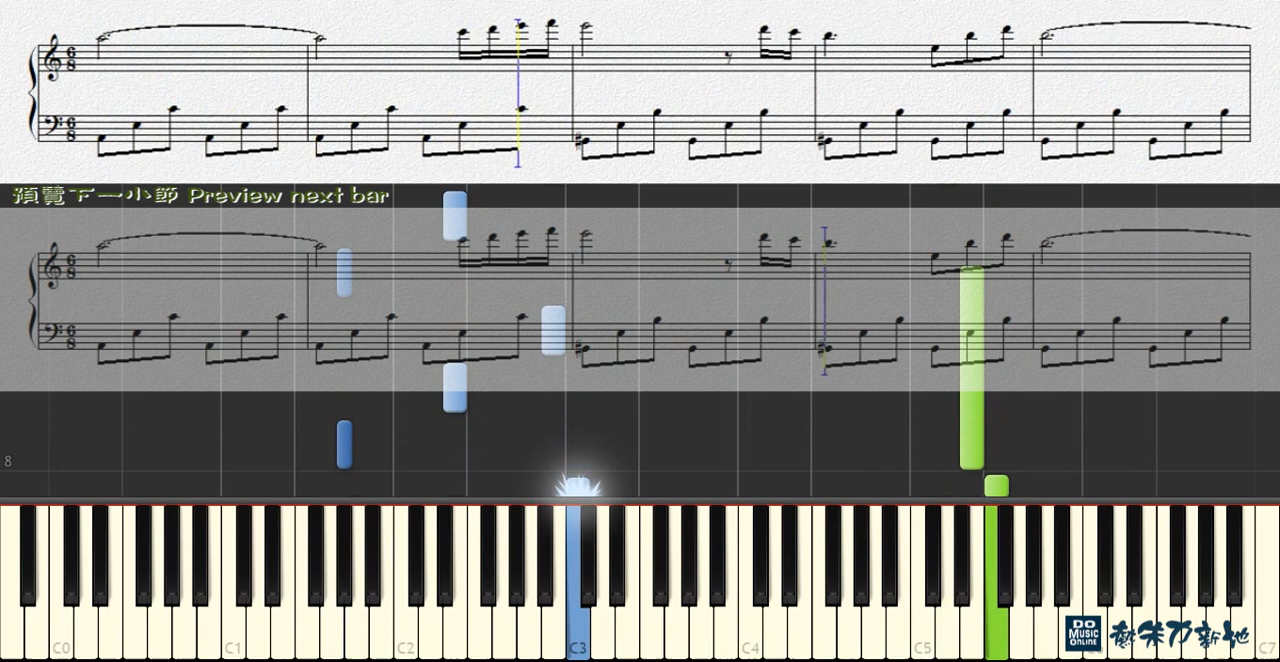 預覽下一小節 Preview next bar
8
C0
C1
C2
C3
C4
C5
C7
DO
MUSIC
ONLINE